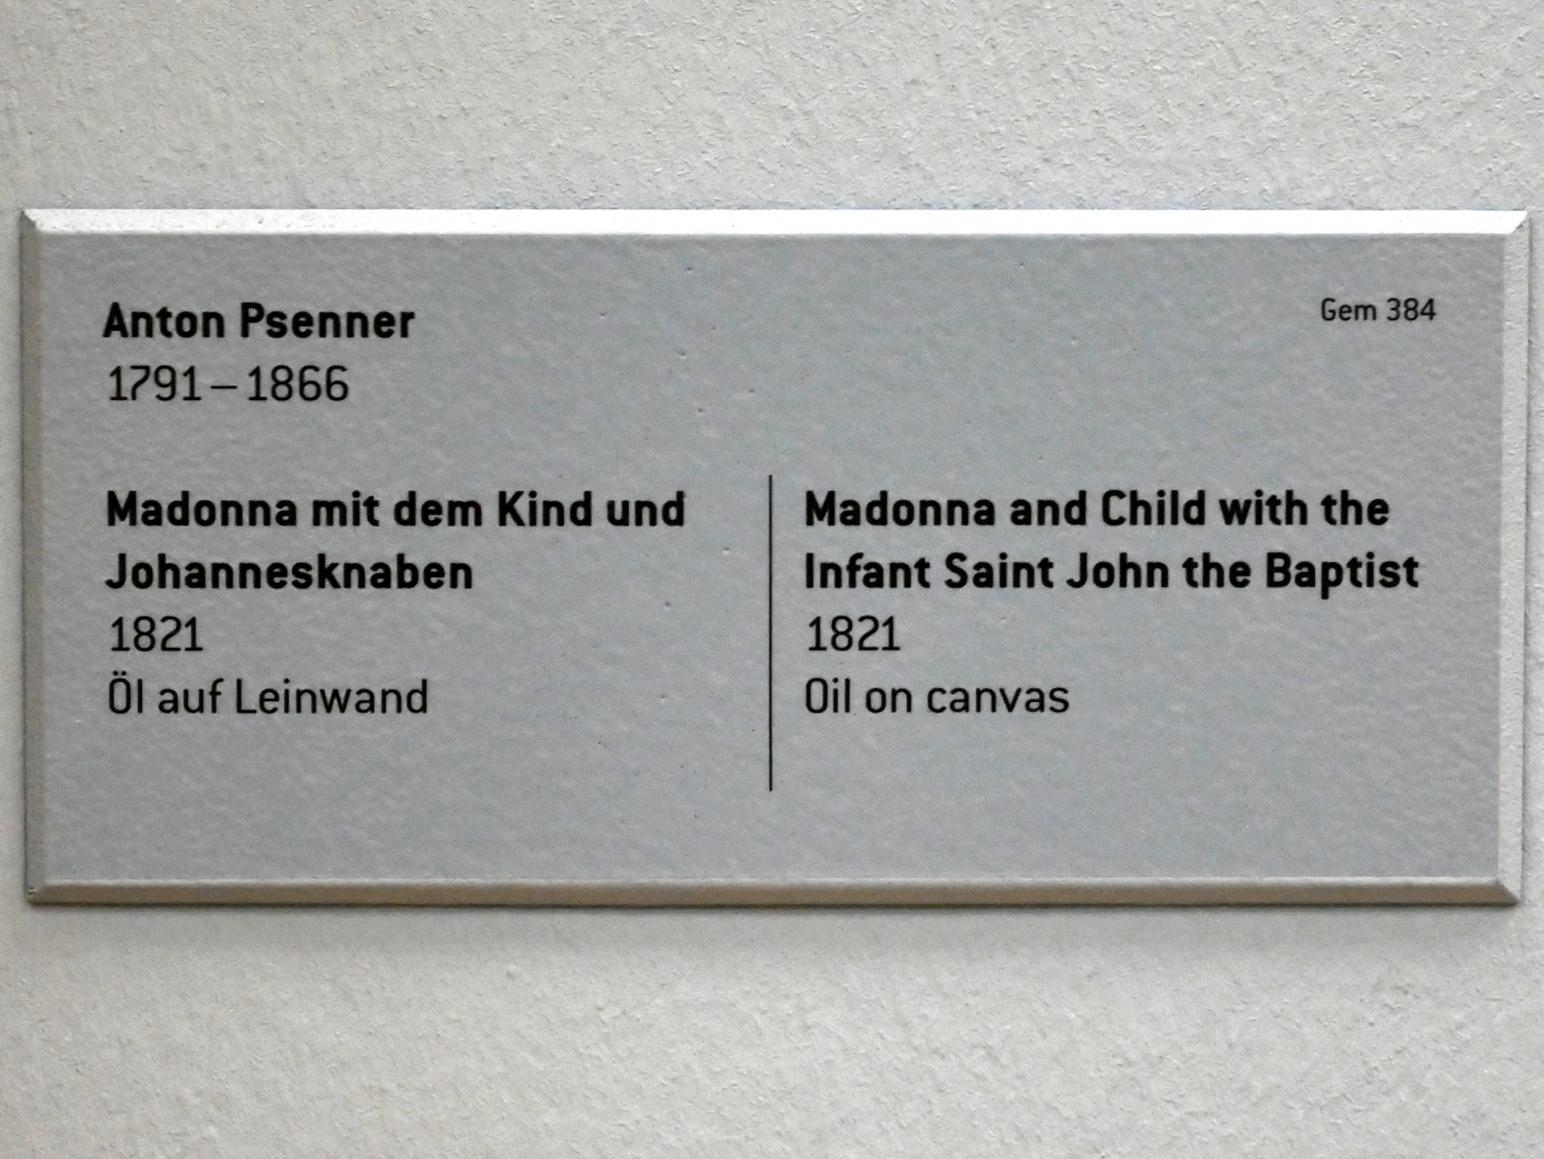 Anton Psenner
1791 – 1866
Gem 384
Madonna mit dem Kind und
Johannesknaben
1821
Öl auf Leinwand
Madonna and Child with the
Infant Saint John the Baptist
1821
Oil on canvas